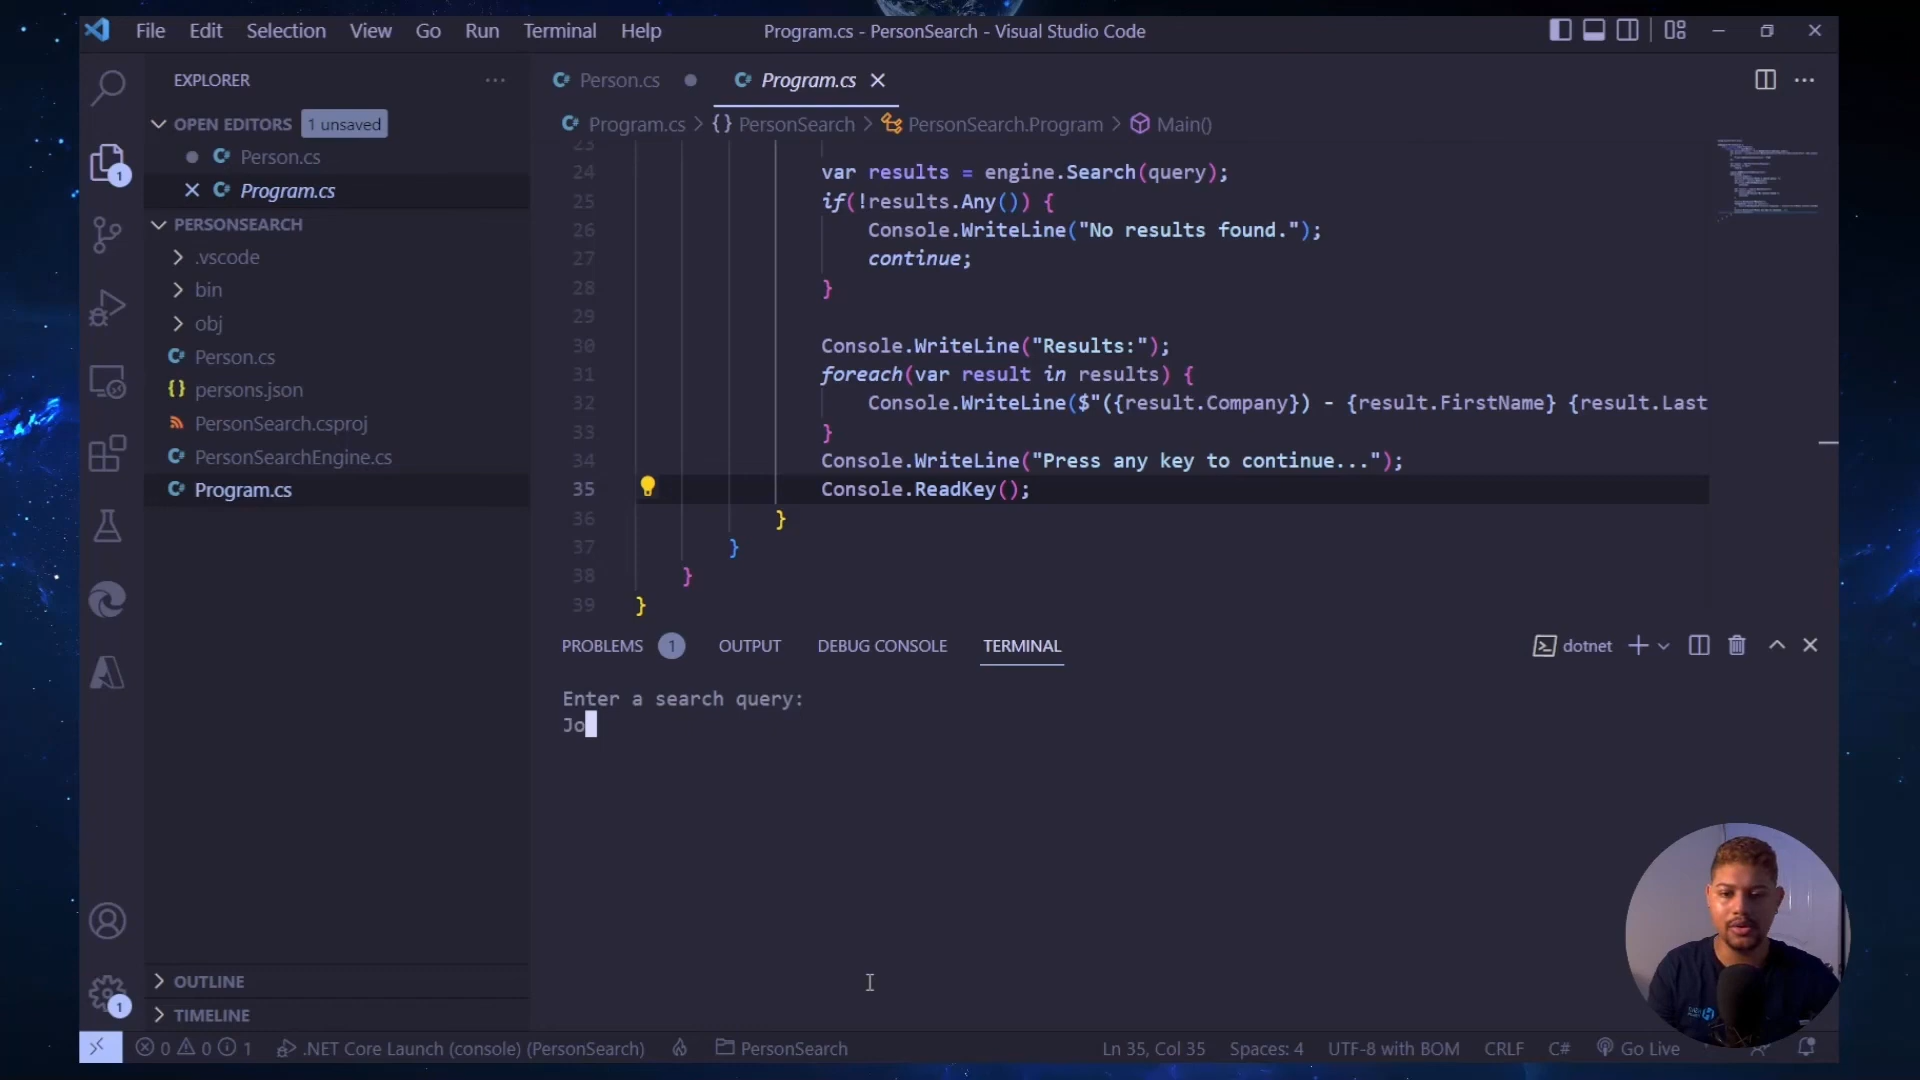 File Edit Selection View Go Run Terminal Help
Program.cs - PersonSearch - Visual Studio Code
EXPLORER
OPEN EDITORS 1 unsaved
Person.cs
Program.cs
PERSONSEARCH
.vscode
bin
obj
Person.cs
persons.json
PersonSearch.csproj
PersonSearchEngine.cs
Program.cs
OUTLINE
TIMELINE
1
1
Person.cs
Program.cs
Program.cs > {} PersonSearch > PersonSearch.Program > Main()
23
24 var results = engine.Search(query);
25 if(!results.Any()) {
26 Console.WriteLine("No results found.");
27 continue;
28 }
29
30 Console.WriteLine("Results:");
31 foreach(var result in results) {
32 Console.WriteLine($"({result.Company}) - {result.FirstName} {result.Last
33 }
34 Console.WriteLine("Press any key to continue...");
35 Console.ReadKey();
36 }
37 }
38 }
39 }
PROBLEMS 1 OUTPUT DEBUG CONSOLE TERMINAL
dotnet
Enter a search query:
Jo
0 0 1 .NET Core Launch (console) (PersonSearch) PersonSearch
Ln 35, Col 35 Spaces: 4 UTF-8 with BOM CRLF C# Go Live